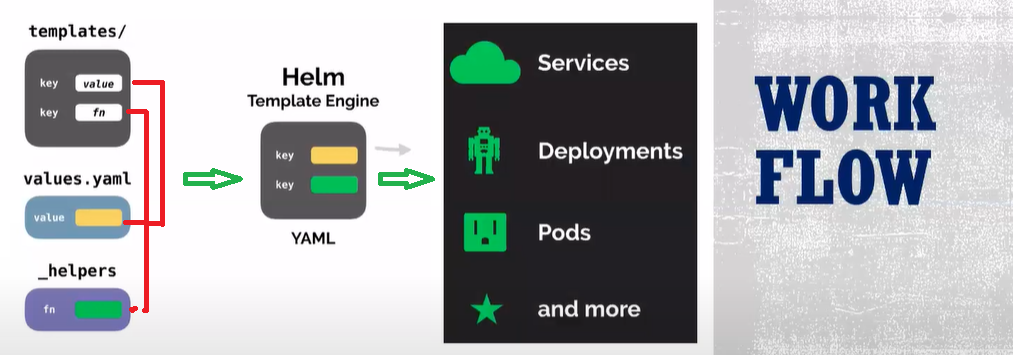 templates/
key value
key fn
values.yaml
value
_helpers
fn
Helm
Template Engine
key
key
YAML
Services
Deployments
Pods
and more
WORK
FLOW